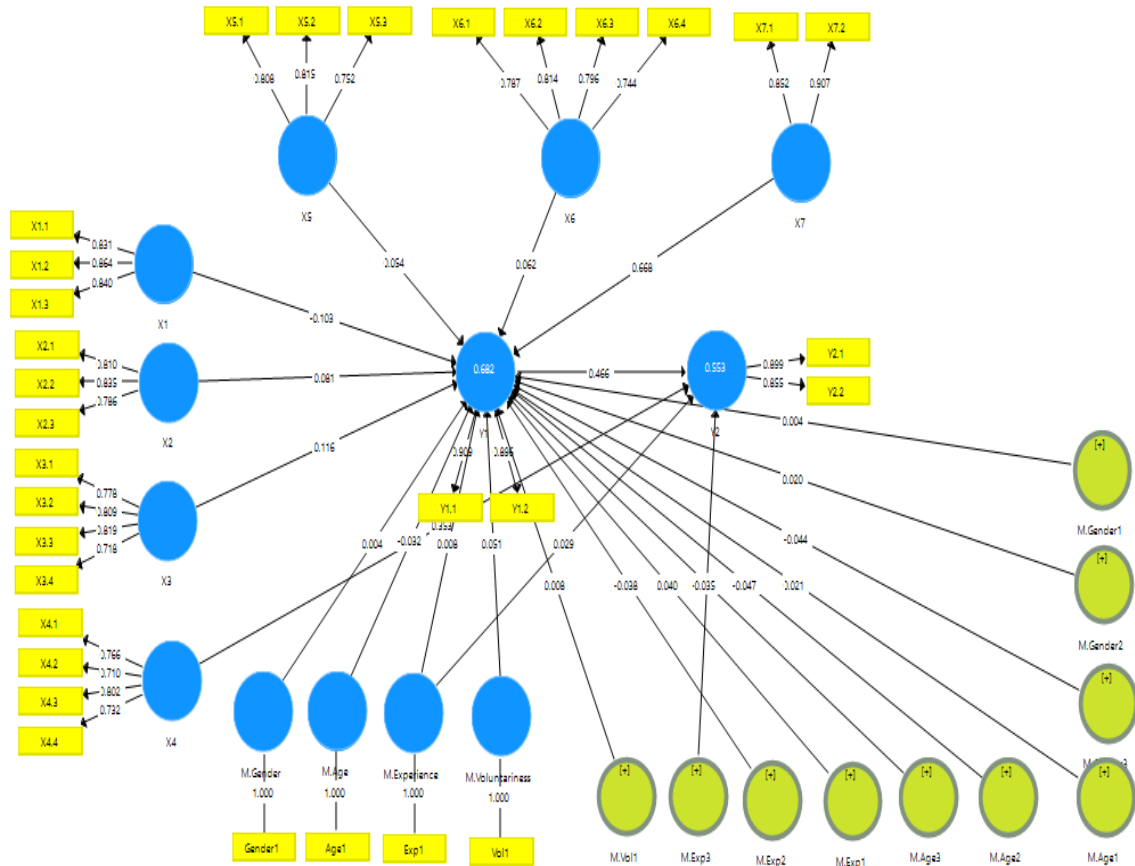 X5.1 X5.2 X5.3 X6.1 X6.2 X6.3 X6.4 X7.1 X7.2
0.808 0.815 0.752 0.787 0.814 0.796 0.744 0.852 0.907
X5 X6 X7
X1.1
X1.2
X1.3
0.831
0.864
0.840
X1
0.054 0.062 0.668
-0.103
X2.1
X2.2
X2.3
0.810
0.835
0.786
X2
0.081
0.682
Y1
0.466
0.553
Y2
0.899
0.855
Y2.1
Y2.2
X3.1
X3.2
X3.3
X3.4
0.778
0.809
0.819
0.718
X3
0.116
0.895
Y1.1 Y1.2
0.004
[+]
M.Gender1
0.020
[+]
M.Gender2
-0.044
[+]
X4.1
X4.2
X4.3
X4.4
0.766
0.710
0.802
0.732
X4
0.353
0.004 -0.032 0.008 0.051 0.029
0.008 -0.038 0.040 -0.035 -0.047 0.021
M.Gender M.Age M.Experience M.Voluntariness
1.000 1.000 1.000 1.000
Gender1 Age1 Exp1 Vol1
[+] [+] [+] [+] [+] [+] [+]
M.Vol1 M.Exp3 M.Exp2 M.Exp1 M.Age3 M.Age2 M.Age1